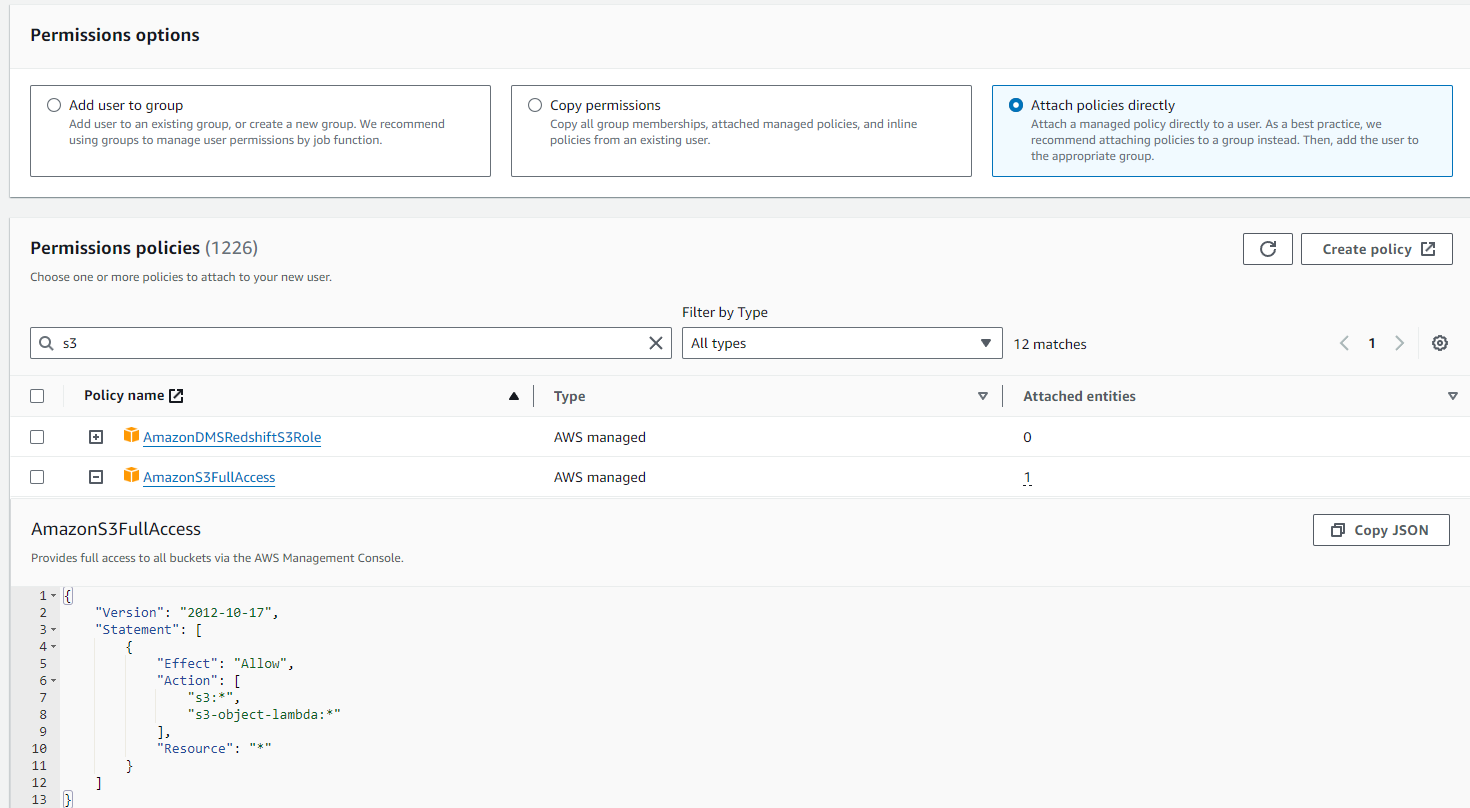 Permissions options
Add user to group
Add user to an existing group, or create a new group. We recommend
using groups to manage user permissions by job function.
Copy permissions
Copy all group memberships, attached managed policies, and inline
policies from an existing user.
Attach policies directly
Attach a managed policy directly to a user. As a best practice, we
recommend attaching policies to a group instead. Then, add the user to
the appropriate group.
Permissions policies (1226)
Create policy
Choose one or more policies to attach to your new user.
Filter by Type
s3
All types
12 matches
1
Policy name
Type
Attached entities
AmazonDMSRedshiftS3Role
AWS managed
0
AmazonS3FullAccess
AWS managed
1
AmazonS3FullAccess
Copy JSON
Provides full access to all buckets via the AWS Management Console.
1 {
2     "Version": "2012-10-17",
3     "Statement": [
4         {
5             "Effect": "Allow",
6             "Action": [
7                 "s3:*",
8                 "s3-object-lambda:*"
9             ],
10             "Resource": "*"
11         }
12     ]
13 }